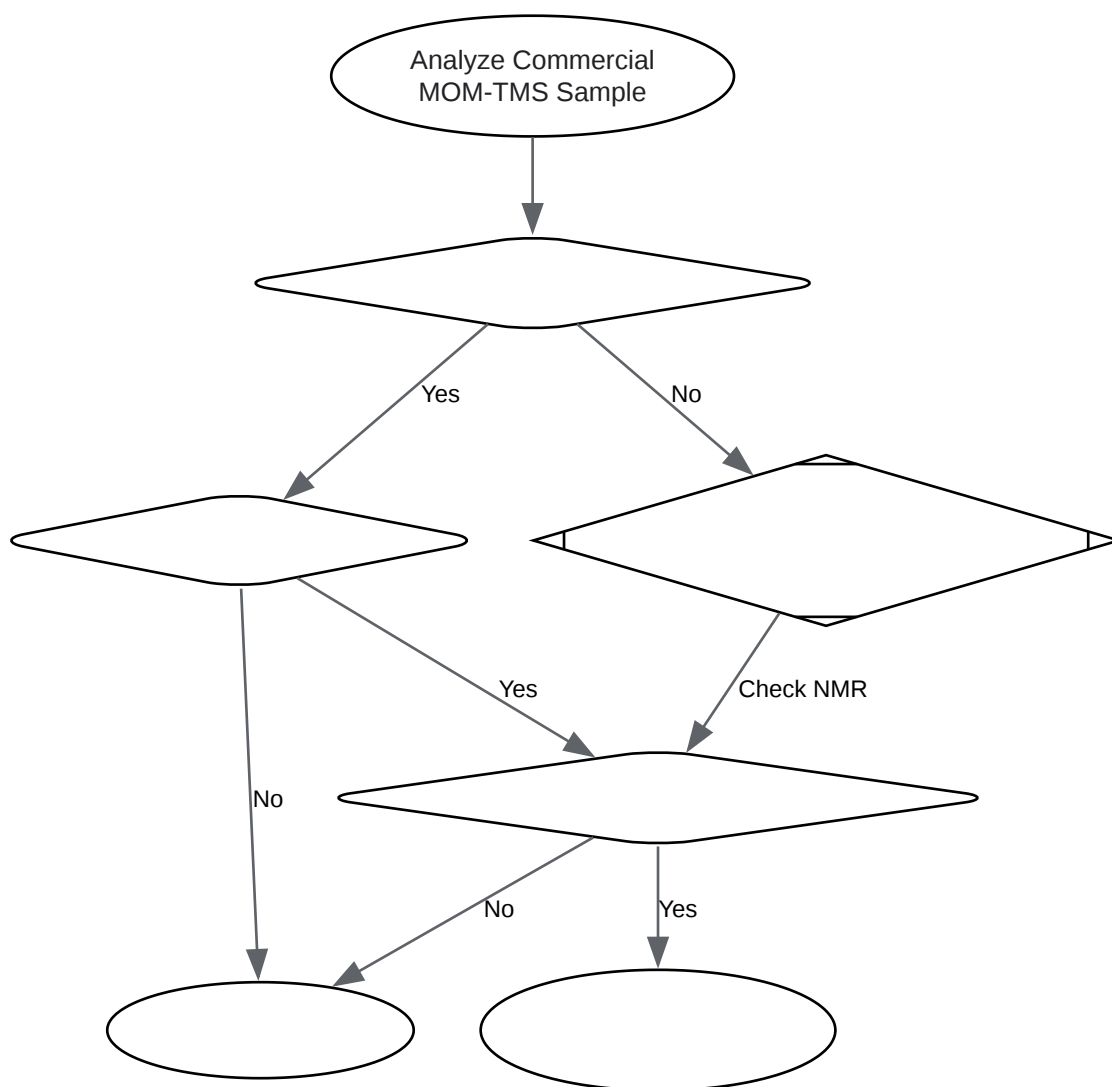 Analyze Commercial
MOM-TMS Sample
Yes
No
Yes
Check NMR
No
No
Yes